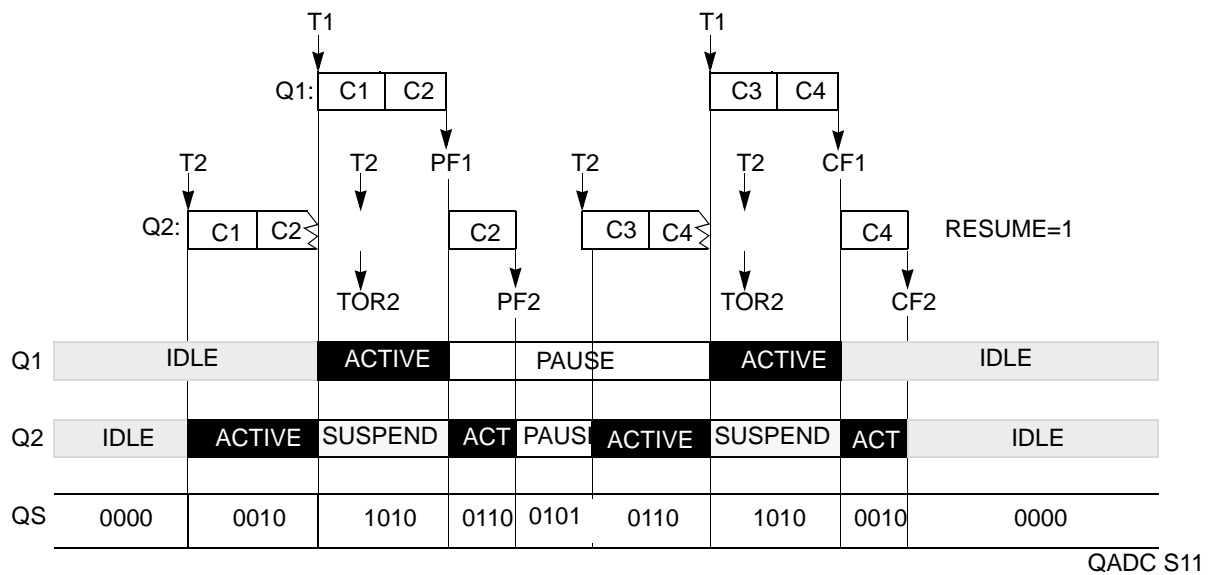 T1 T1
Q1: C1 C2 C3 C4
T2 T2 PF1 T2 T2 CF1
Q2: C1 C2 C2 C3 C4 C4 RESUME=1
TOR2 PF2 TOR2 CF2
Q1 IDLE ACTIVE PAUSE ACTIVE IDLE
Q2 IDLE ACTIVE SUSPEND ACT PAUSE ACTIVE SUSPEND ACT IDLE
QS 0000 0010 1010 0110 0101 0110 1010 0010 0000
QADC S11